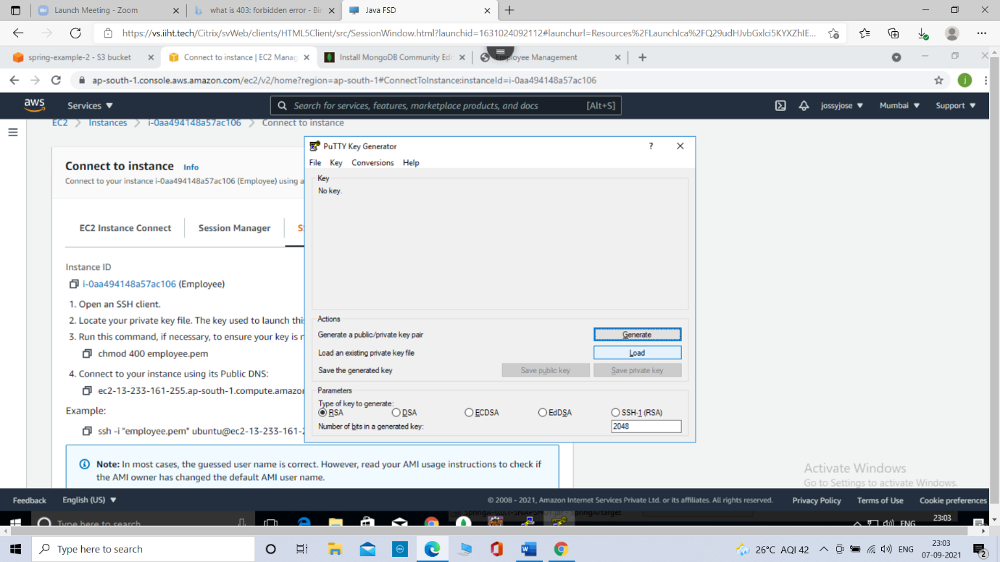 Launch Meeting - Zoom
what is 403: forbidden error - Bin
Java FSD
https://vs.iiht.tech/Citrix/svWeb/clients/HTML5Client/src/SessionWindow.html?launchid=1631024092112#launchurl=Resources%2FLaunchIca%2FQ29udHJvbGxlci5KYXZhIE...
spring-example-2 - S3 bucket
Connect to instance | EC2 Manag
Install MongoDB Community Edi
Employee Management
ap-south-1.console.aws.amazon.com/ec2/v2/home?region=ap-south-1#ConnectToInstance:instanceId=i-0aa494148a57ac106
aws
Services ▼
Search for services, features, marketplace products, and docs [Alt+S]
jossyjose ▼
Mumbai ▼
Support ▼
EC2 > Instances > i-0aa494148a57ac106 > Connect to instance
Connect to instance Info
Connect to your instance i-0aa494148a57ac106 (Employee) using a
EC2 Instance Connect
Session Manager
S
Instance ID
i-0aa494148a57ac106 (Employee)
1. Open an SSH client.
2. Locate your private key file. The key used to launch thi
3. Run this command, if necessary, to ensure your key is n
chmod 400 employee.pem
4. Connect to your instance using its Public DNS:
ec2-13-233-161-255.ap-south-1.compute.amazon
Example:
ssh -i "employee.pem" ubuntu@ec2-13-233-161-2
Note: In most cases, the guessed user name is correct. However, read your AMI usage instructions to check if
the AMI owner has changed the default AMI user name.
PuTTY Key Generator
?
File Key Conversions Help
Key
No key.
Actions
Generate a public/private key pair
Generate
Load an existing private key file
Load
Save the generated key
Save public key
Save private key
Parameters
Type of key to generate:
RSA
DSA
ECDSA
EdDSA
SSH-1 (RSA)
Number of bits in a generated key:
2048
Activate Windows
Go to Settings to activate Windows.
Feedback
English (US) ▼
© 2008 - 2021, Amazon Internet Services Private Ltd. or its affiliates. All rights reserved.
Privacy Policy
Terms of Use
Cookie preferences
Type here to search
ENG
23:03
Type here to search
26°C AQI 42
ENG
23:03
07-09-2021
2